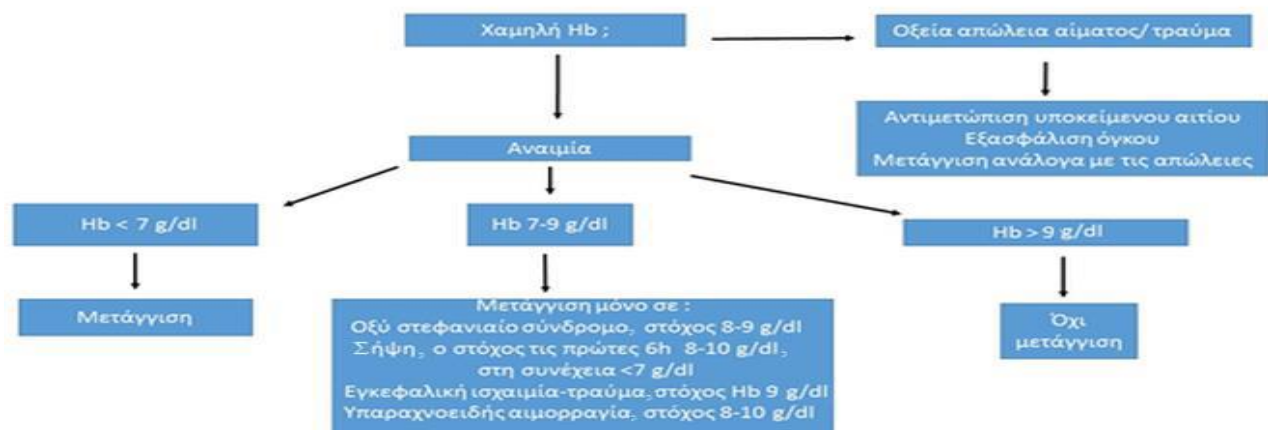 Χαμηλή Hb ;
Οξεία απώλεια αίματος/ τραύμα
Αντιμετώπιση υποκείμενου αιτίου
Εξασφάλιση όγκου
Μετάγγιση ανάλογα με τις απώλειες
Αναιμία
Hb < 7 g/dl
Hb 7-9 g/dl
Hb > 9 g/dl
Μετάγγιση
Μετάγγιση μόνο σε :
Οξύ στεφανιαίο σύνδρομο, στόχος 8-9 g/dl
Σήψη, ο στόχος τις πρώτες 6h 8-10 g/dl,
στη συνέχεια <7 g/dl
Εγκεφαλική ισχαιμία-τραύμα,στόχος Hb 9 g/dl
Υπαραχνοειδής αιμορραγία, στόχος 8-10 g/dl
Όχι
μετάγγιση